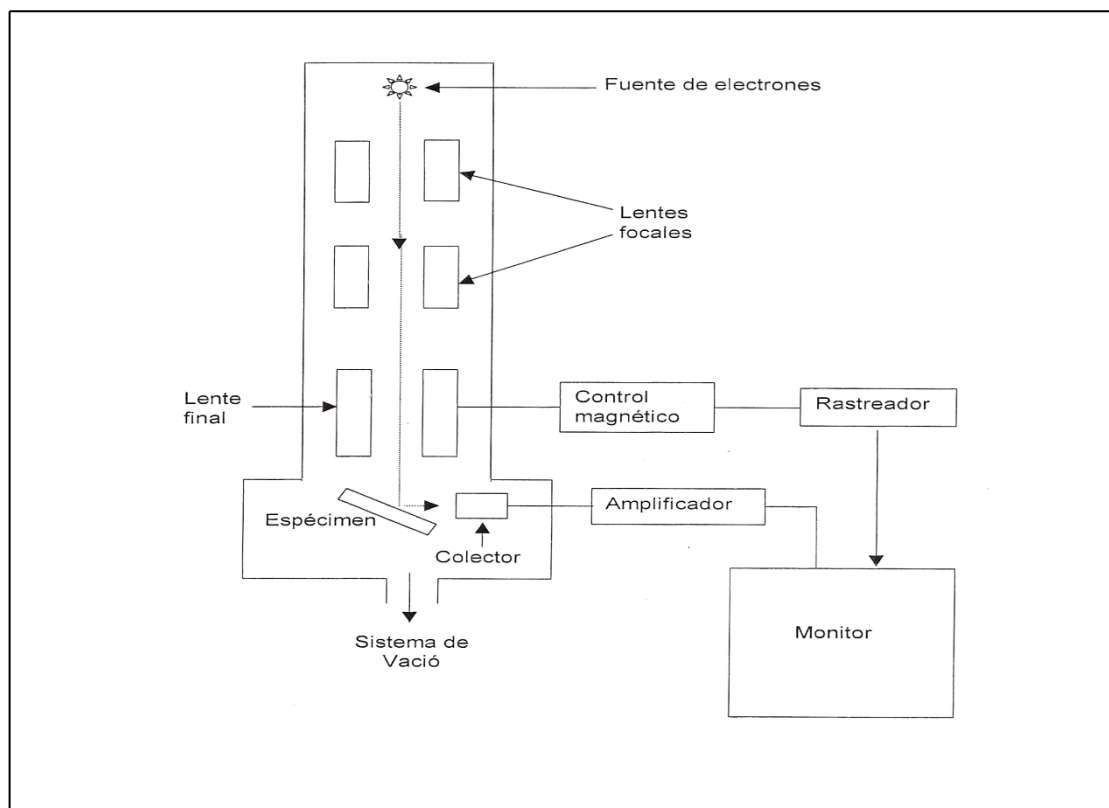 Fuente de electrones
Lentes
focales
Lente
final
Control
magnético
Rastreador
Espécimen
Colector
Amplificador
Monitor
Sistema de
Vació